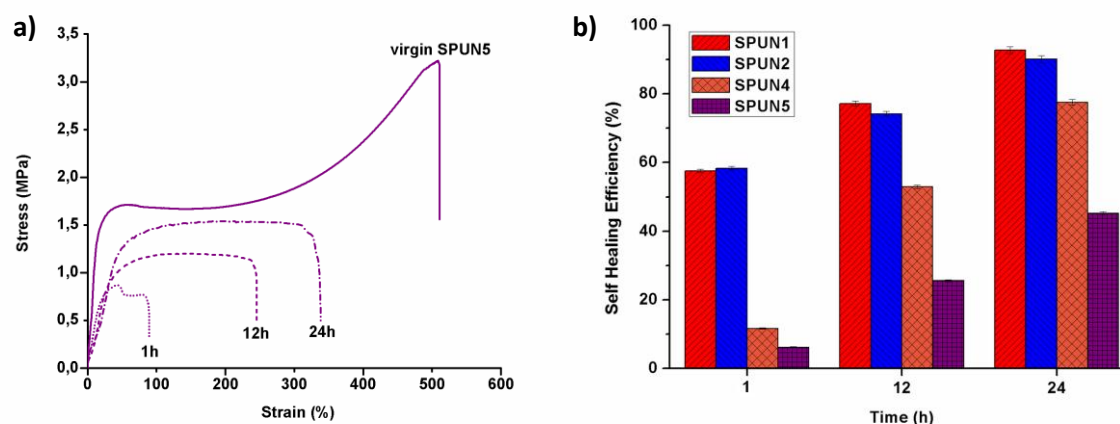 a)
3,5
3,0
2,5
2,0
1,5
1,0
0,5
0,0
Stress (MPa)
virgin SPUN5
1h
12h
24h
0 100 200 300 400 500 600
Strain (%)
b)
100
80
60
40
20
0
Self Healing Efficiency (%)
SPUN1
SPUN2
SPUN4
SPUN5
1 12 24
Time (h)